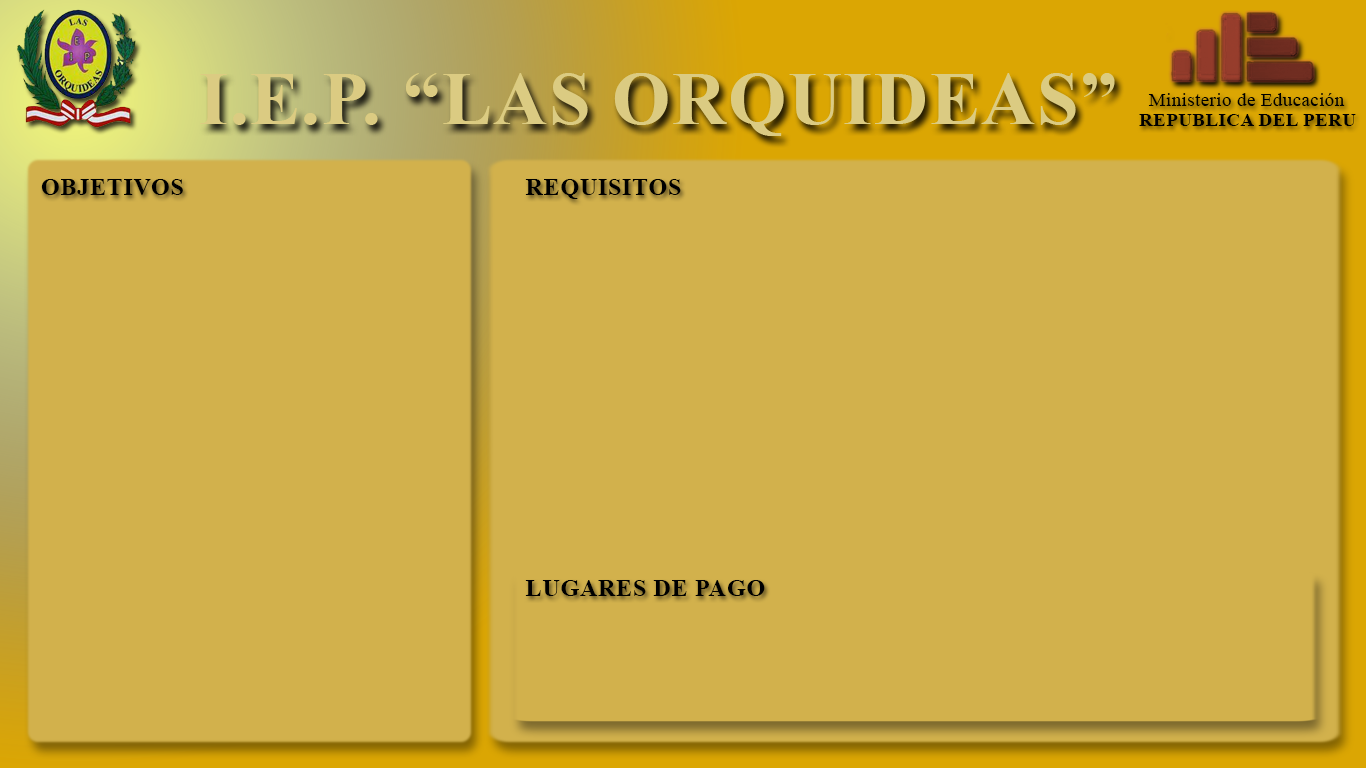 LAS
E
I P
ORQUIDEAS
I.E.P. “LAS ORQUIDEAS”
Ministerio de Educación
REPUBLICA DEL PERU
OBJETIVOS
REQUISITOS
LUGARES DE PAGO